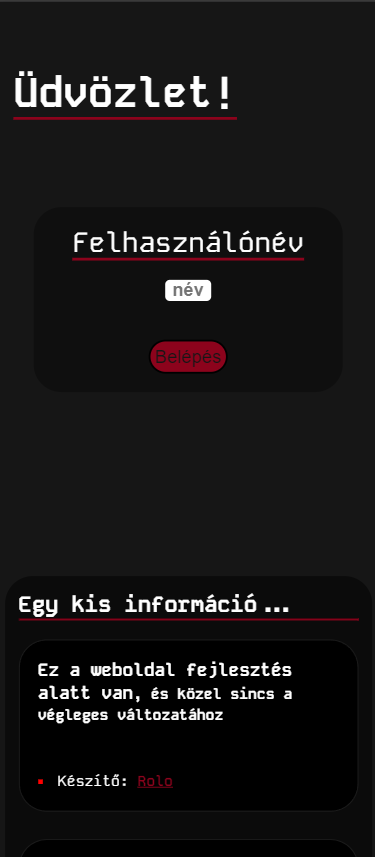 Üdvözlet!
Felhasználónév
név
Belépés
Egy kis információ...
Ez a weboldal fejlesztés
alatt van, és közel sincs a
végleges változatához
Készítő: Rolo